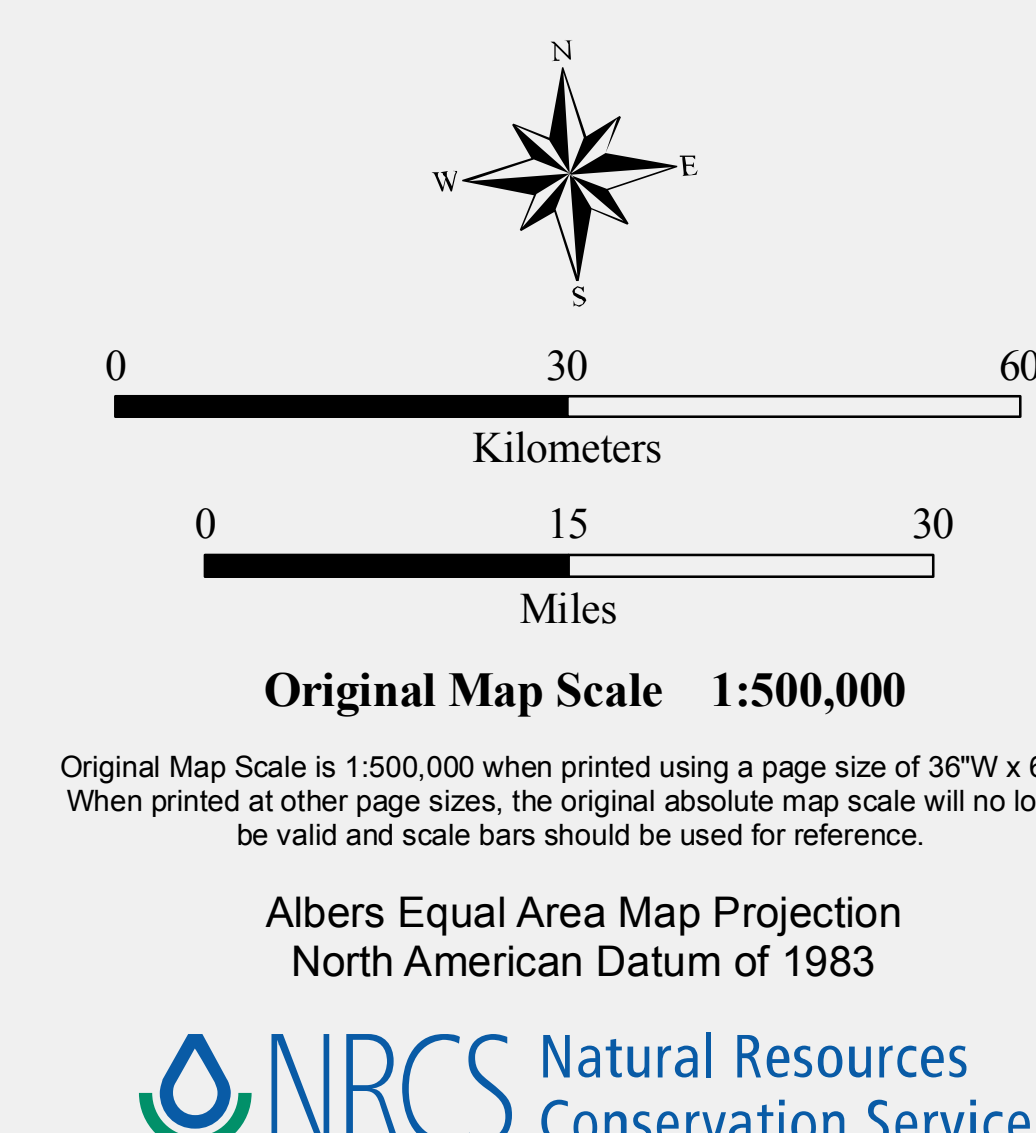 N
W E
S
0 30 60
Kilometers
0 15 30
Miles
Original Map Scale 1:500,000
Original Map Scale is 1:500,000 when printed using a page size of 36"W x
When printed at other page sizes, the original absolute map scale will no
be valid and scale bars should be used for reference.
Albers Equal Area Map Projection
North American Datum of 1983
NRCS Natural Resources
Conservation Service